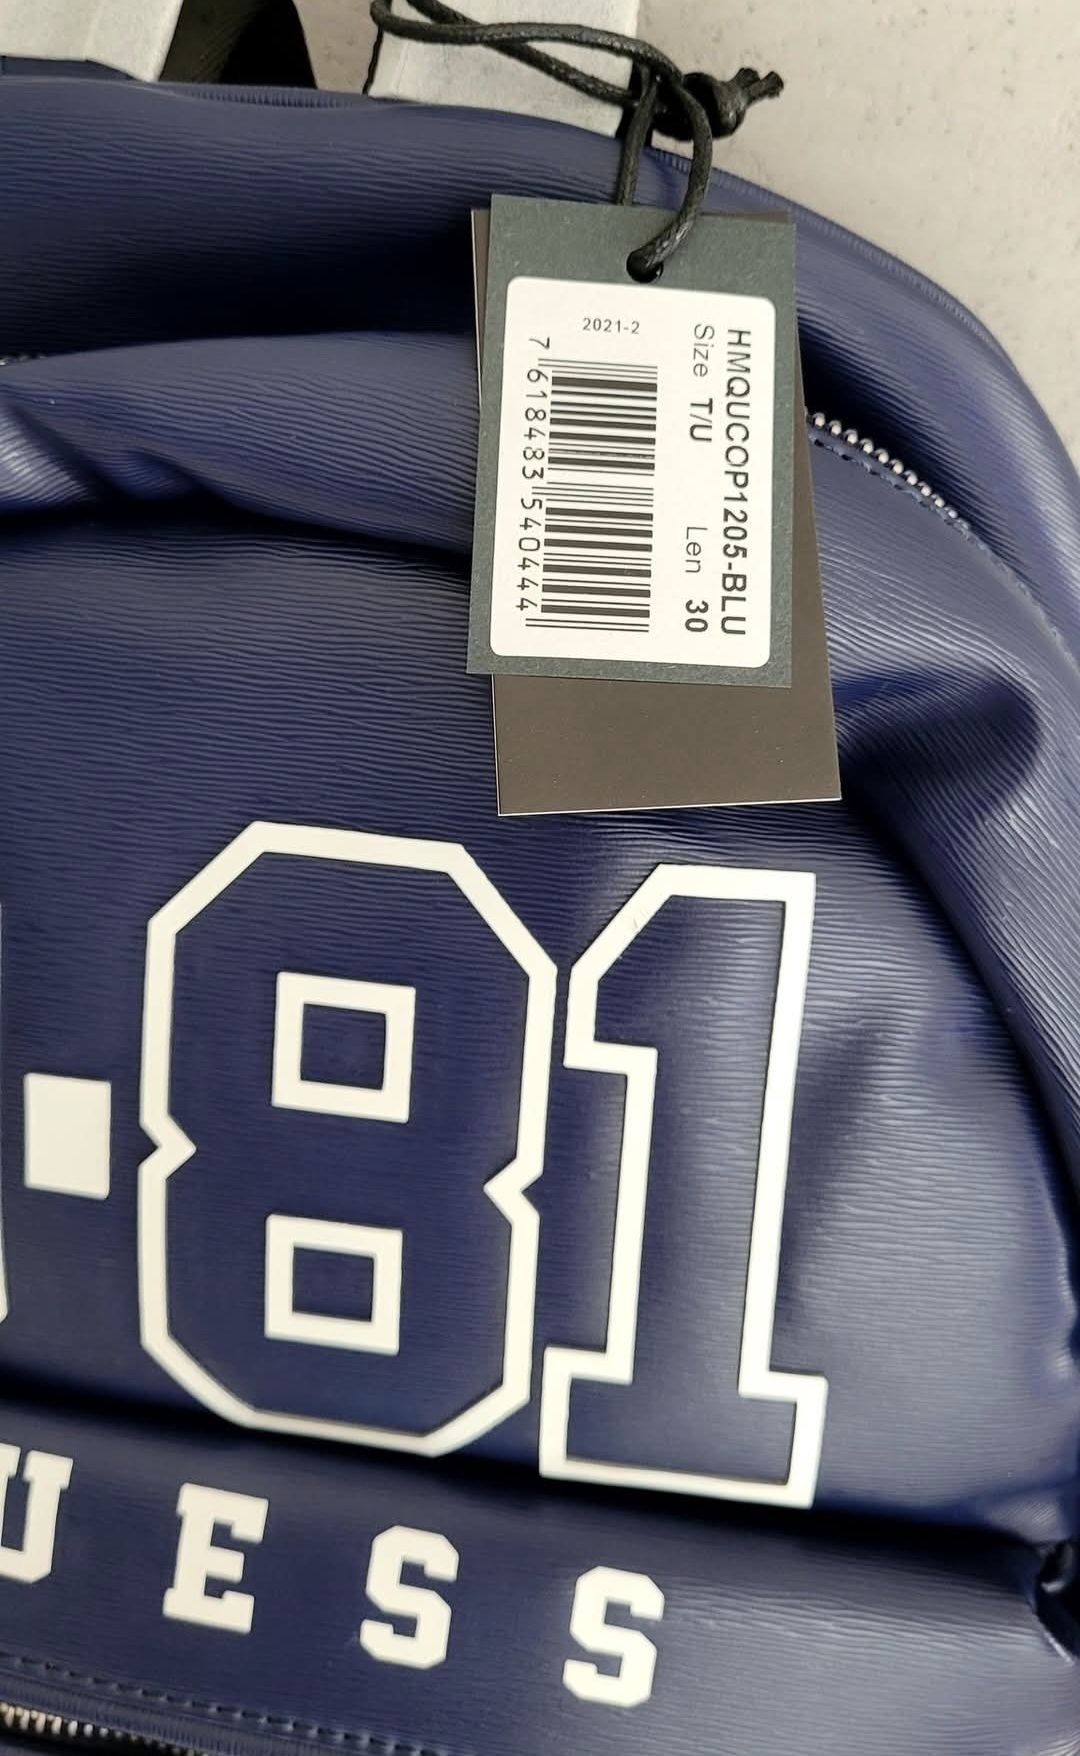 HMQUCOP1205-BLU
Size T/U Len 30
2021-2
7 618483 540444
.81
UESS